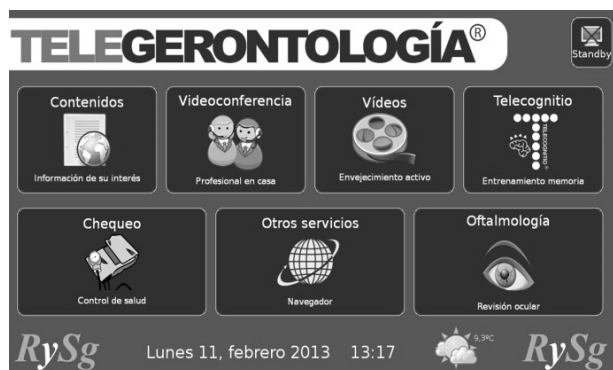 TELEGERONTOLOGÍA®
Standby
Contenidos
Información de su interés
Videoconferencia
Profesional en casa
Vídeos
Envejecimiento activo
Telecognitio
TELECOGNITIO
Entrenamiento memoria
Chequeo
Control de salud
Otros servicios
Navegador
Oftalmología
Revisión ocular
RySg
Lunes 11, febrero 2013 13:17
9,3ºC
RySg